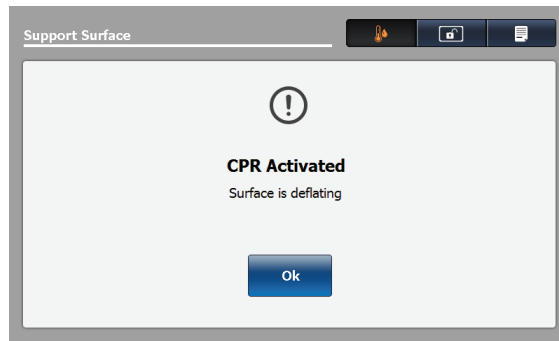 Support Surface
CPR Activated
Surface is deflating
Ok